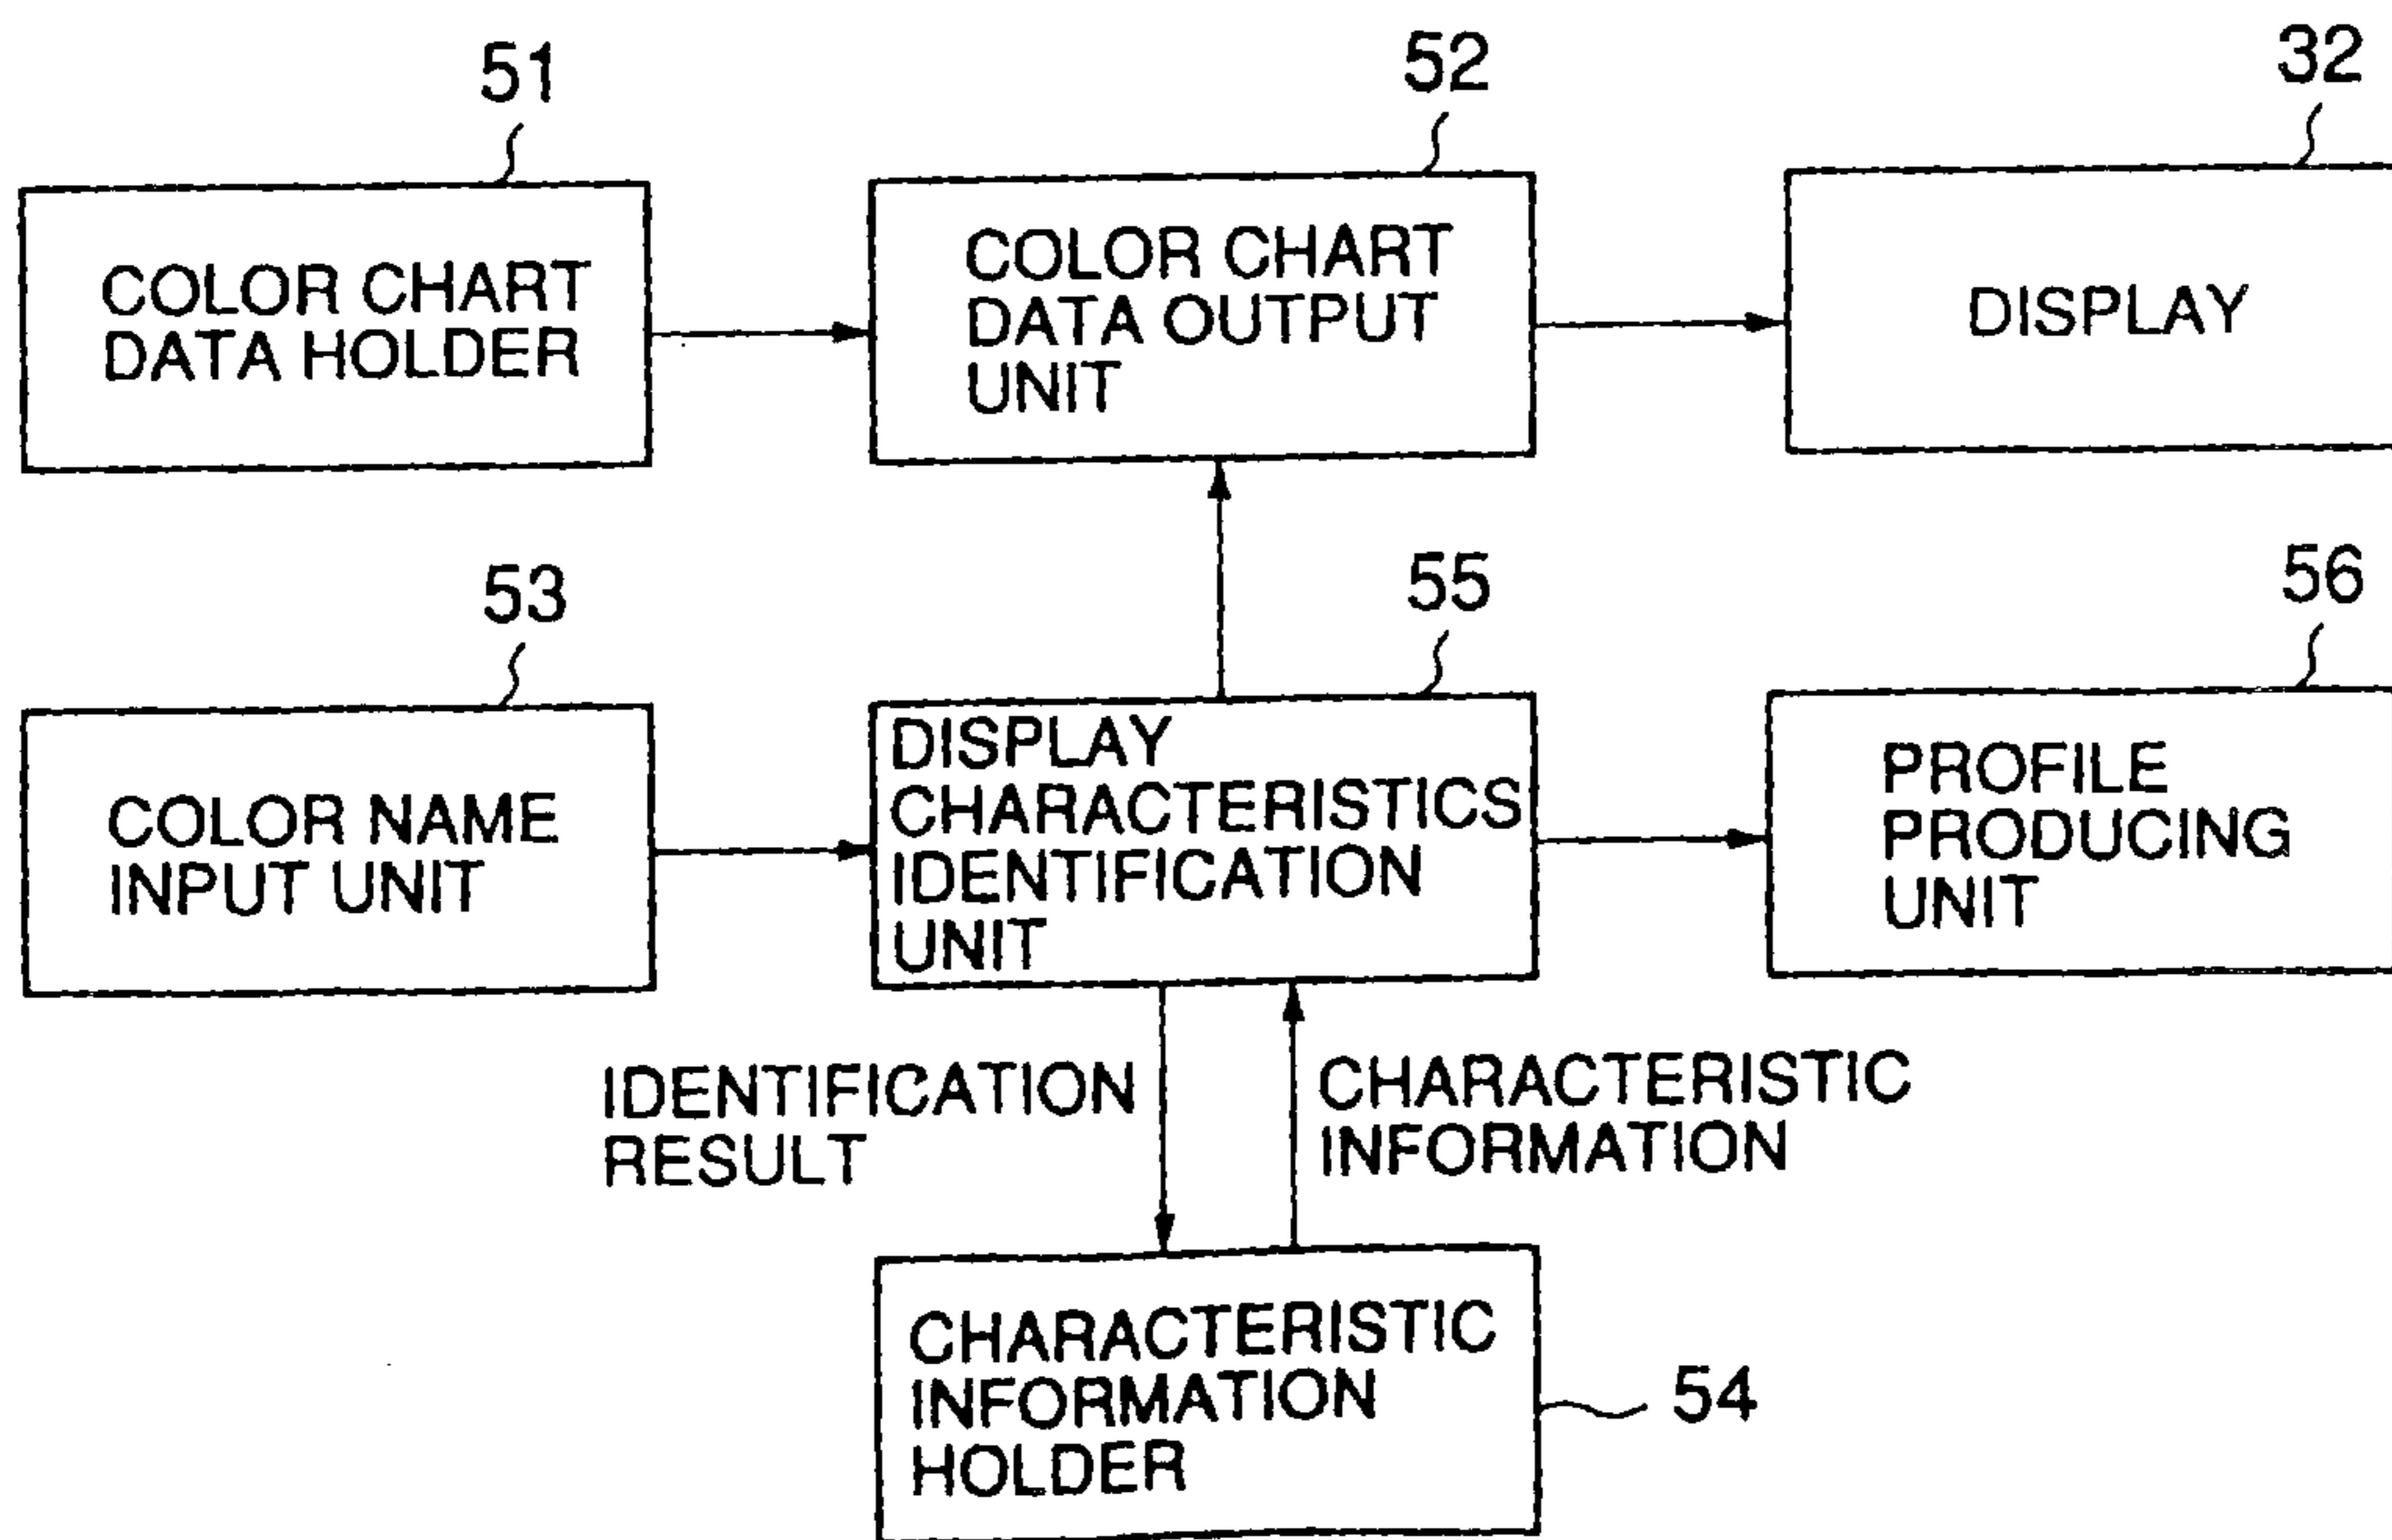 51
52
32
COLOR CHART
DATA HOLDER
COLOR CHART
DATA OUTPUT
UNIT
DISPLAY
53
55
56
COLOR NAME
INPUT UNIT
DISPLAY
CHARACTERISTICS
IDENTIFICATION
UNIT
PROFILE
PRODUCING
UNIT
IDENTIFICATION
RESULT
CHARACTERISTIC
INFORMATION
CHARACTERISTIC
INFORMATION
HOLDER
54